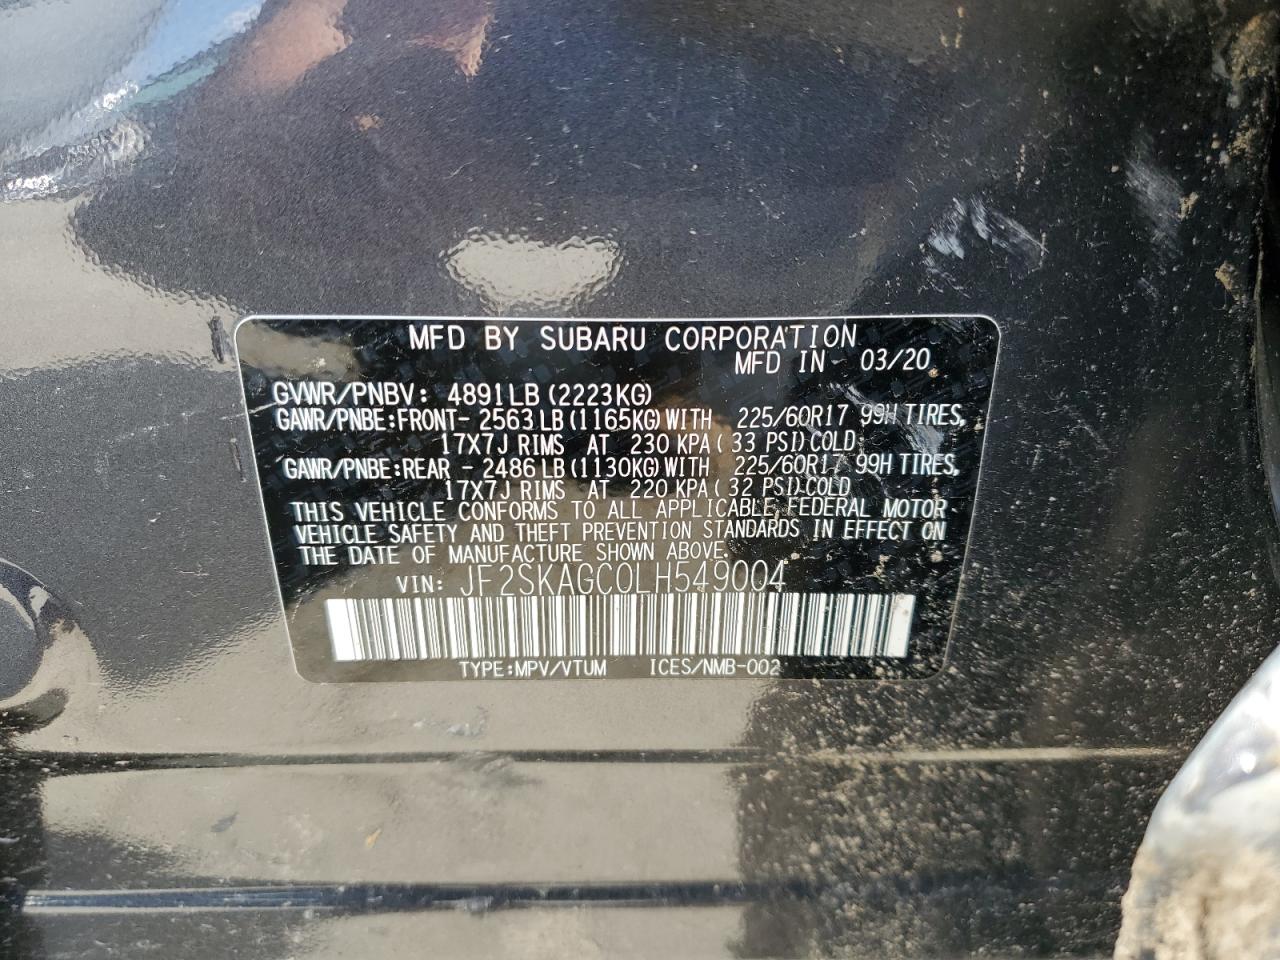 MFD BY SUBARU CORPORATION
MFD IN 03/20
GVWR/PNBV: 4891LB (2223KG)
GAWR/PNBE:FRONT- 2563LB (1165KG) WITH 225/60R17 99H TIRES,
17X7J RIMS AT 230 KPA ( 33 PSI) COLD
GAWR/PNBE:REAR - 2486LB (1130KG) WITH 225/60R17 99H TIRES,
17X7J RIMS AT 220 KPA ( 32 PSI) COLD
THIS VEHICLE CONFORMS TO ALL APPLICABLE FEDERAL MOTOR
VEHICLE SAFETY AND THEFT PREVENTION STANDARDS IN EFFECT ON
THE DATE OF MANUFACTURE SHOWN ABOVE.
VIN: JF2SKAGC0LH549004
TYPE:MPV/VTUM ICES/NMB-002